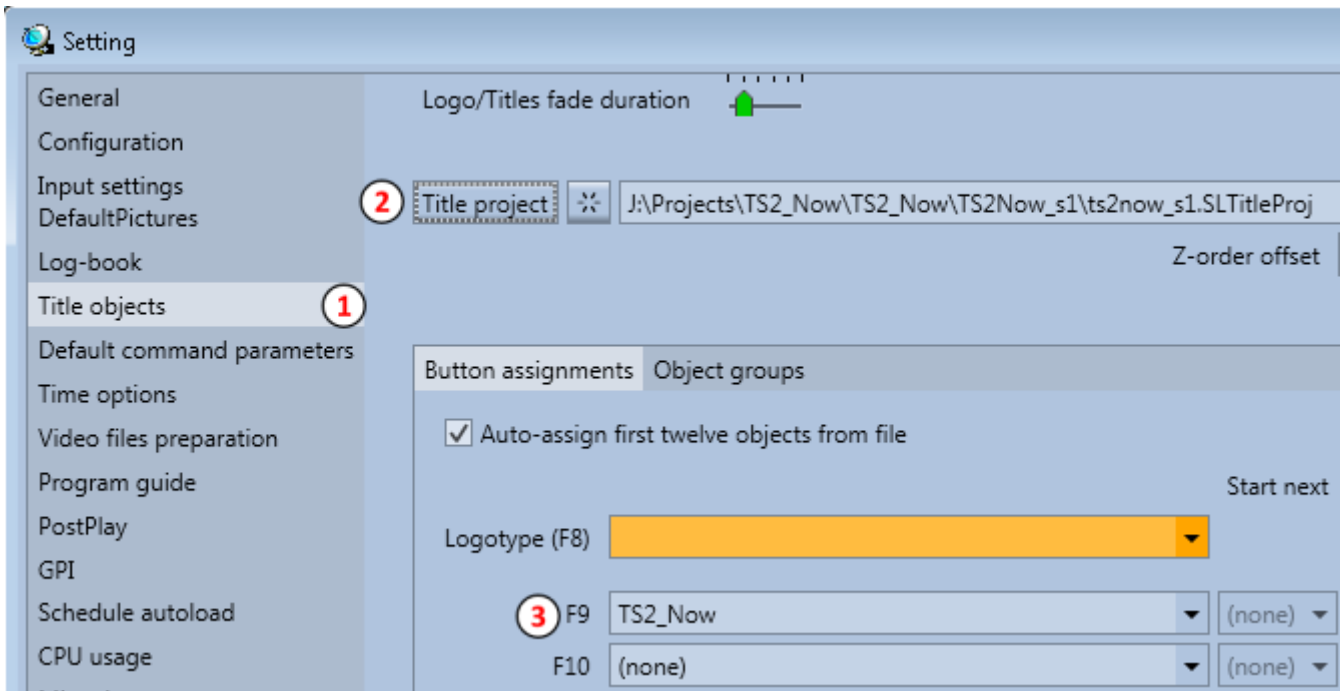 Setting
General
Configuration
Input settings
DefaultPictures
Log-book
Title objects
1
Default command parameters
Time options
Video files preparation
Program guide
PostPlay
GPI
Schedule autoload
CPU usage
Logo/Titles fade duration
2 Title project J:\Projects\TS2_Now\TS2_Now\TS2Now_s1\ts2now_s1.SLTitleProj
Z-order offset
Button assignments Object groups
Auto-assign first twelve objects from file
Start next
Logotype (F8)
3 F9 TS2_Now (none)
F10 (none) (none)